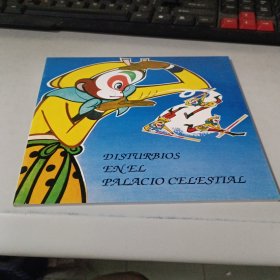 DISTURBIOS
EN EL
PALACIO CELESTIAL